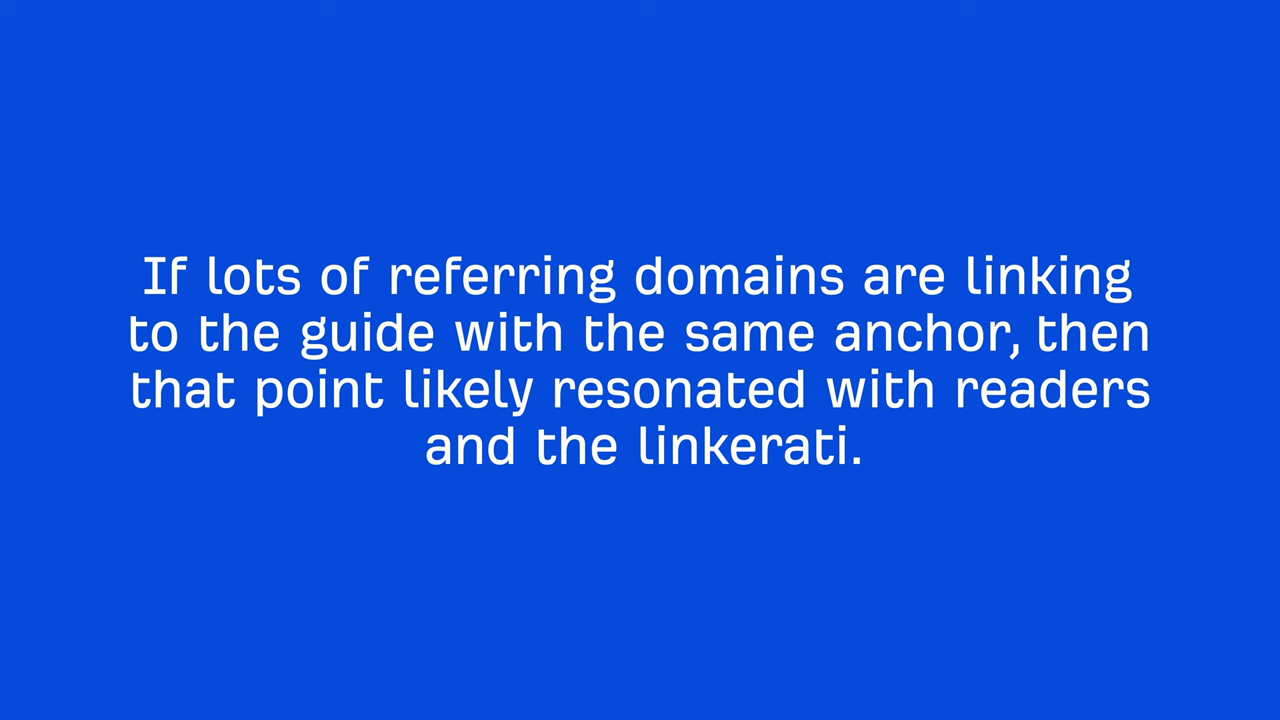 If lots of referring domains are linking
to the guide with the same anchor, then
that point likely resonated with readers
and the linkerati.